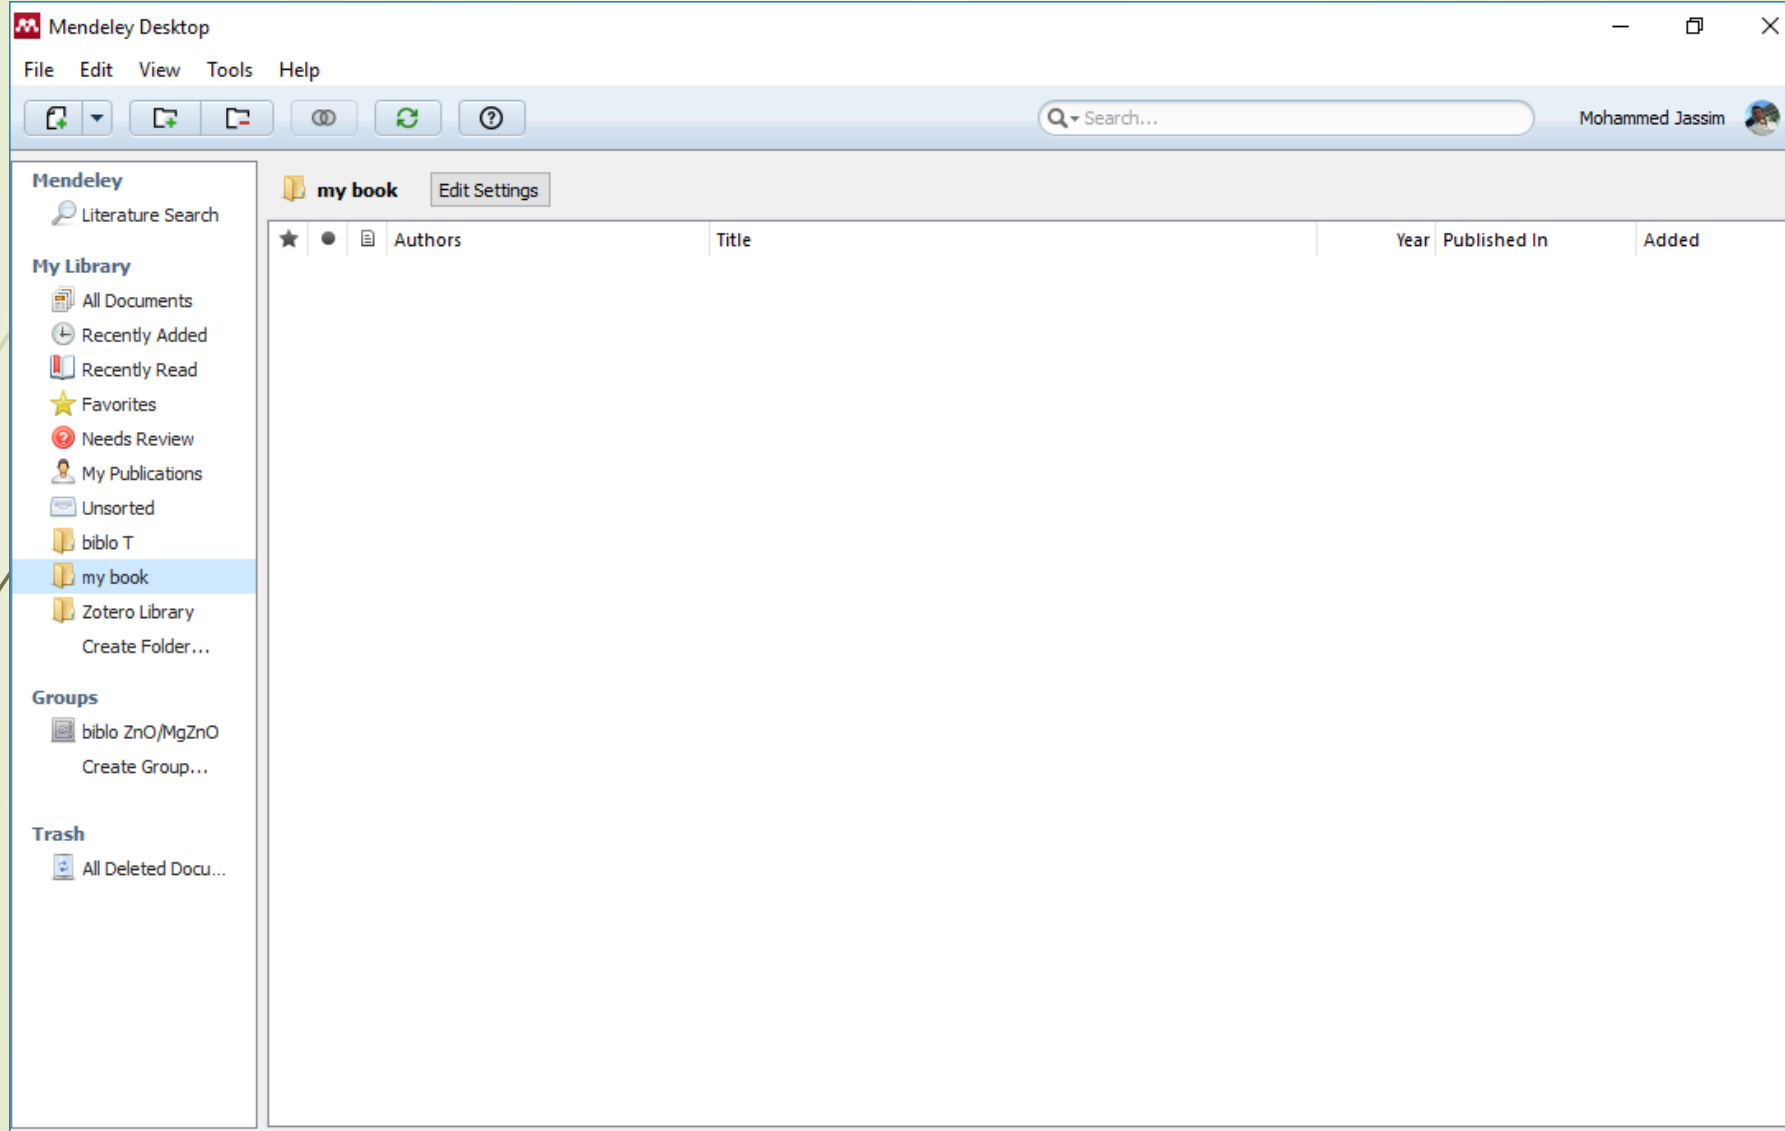 Mendeley Desktop
File Edit View Tools Help
Search... Mohammed Jassim
Mendeley
Literature Search
My Library
All Documents
Recently Added
Recently Read
Favorites
Needs Review
My Publications
Unsorted
biblo T
my book
Zotero Library
Create Folder...
Groups
biblo ZnO/MgZnO
Create Group...
Trash
All Deleted Docu...
my book Edit Settings
Authors Title Year Published In Added